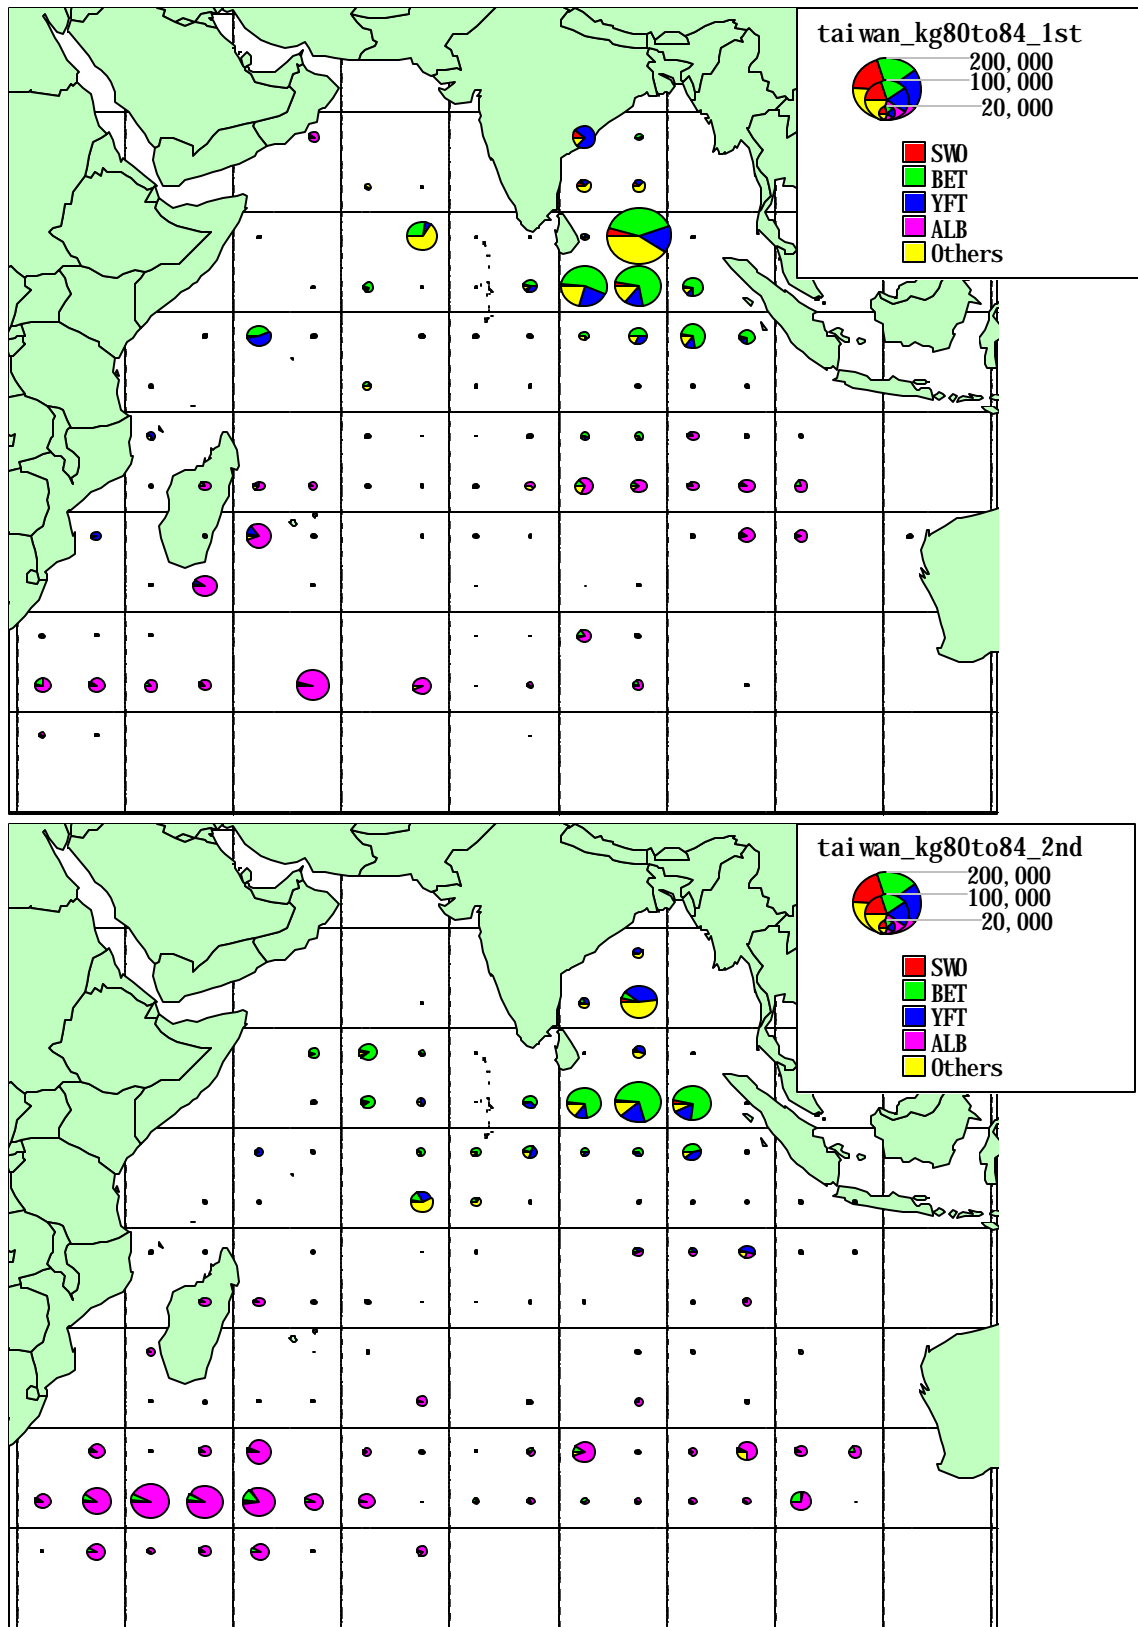 taiwan_kg80to84_1st
200,000
100,000
20,000
SWO
BET
YFT
ALB
Others
taiwan_kg80to84_2nd
200,000
100,000
20,000
SWO
BET
YFT
ALB
Others